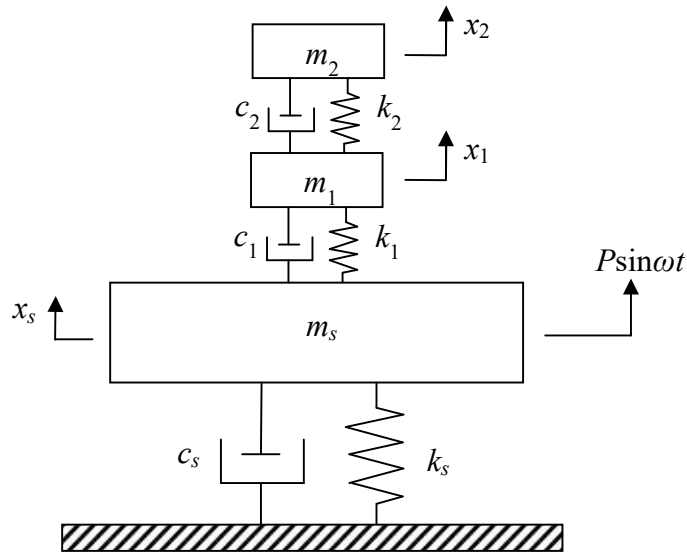 x₂
m₂
c₂ k₂
x₁
m₁
c₁ k₁
Psinωt
xₛ
mₛ
cₛ kₛ